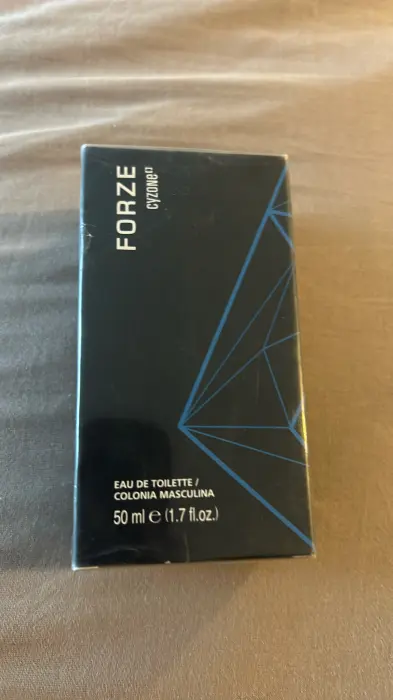 FORZE
cyzone
EAU DE TOILETTE /
COLONIA MASCULINA
50 ml ℮ (1.7 fl.oz.)